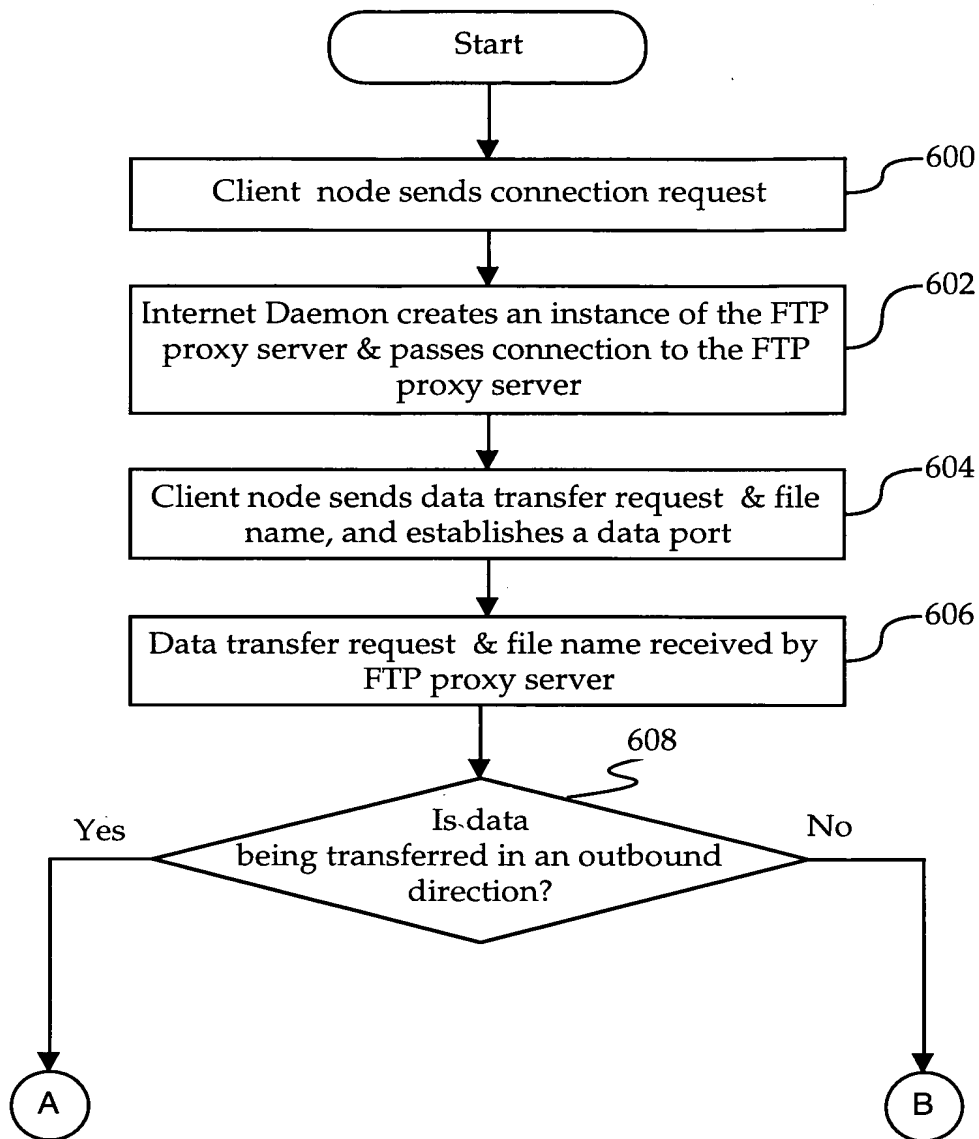 Start
600
Client node sends connection request
602
Internet Daemon creates an instance of the FTP
proxy server & passes connection to the FTP
proxy server
604
Client node sends data transfer request & file
name, and establishes a data port
606
Data transfer request & file name received by
FTP proxy server
608
Yes
Is data
being transferred in an outbound
direction?
No
A
B